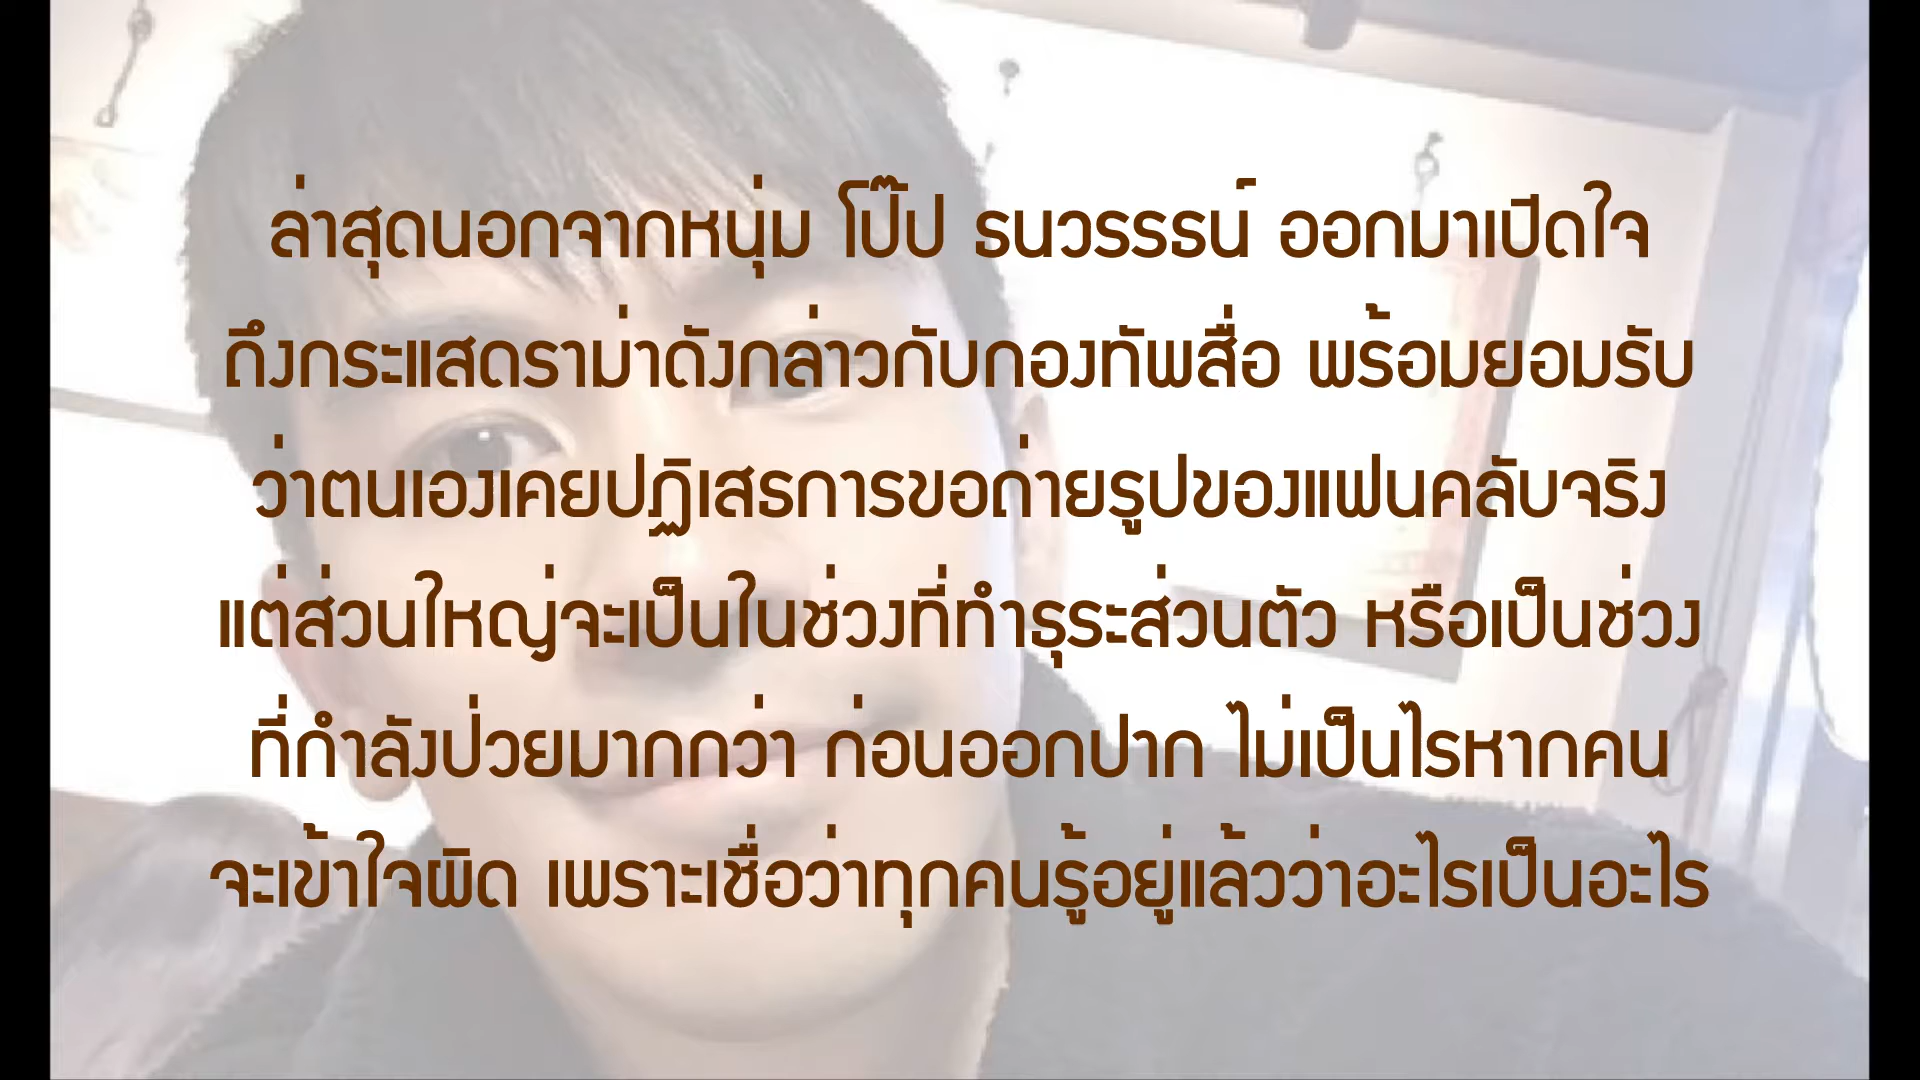 ล่าสุดนอกจากหนุ่ม โป๊ป ธนวรรธน์ ออกมาเปิดใจ
ถึงกระแสดราม่าดังกล่าวกับกองทัพสื่อ พร้อมยอมรับ
ว่าตนเองเคยปฏิเสธการขอถ่ายรูปของแฟนคลับจริง
แต่ส่วนใหญ่จะเป็นในช่วงที่ทำธุระส่วนตัว หรือเป็นช่วง
ที่กำลังป่วยมากกว่า ก่อนออกปาก ไม่เป็นไรหากคน
จะเข้าใจผิด เพราะเชื่อว่าทุกคนรู้อยู่แล้วว่าอะไรเป็นอะไร